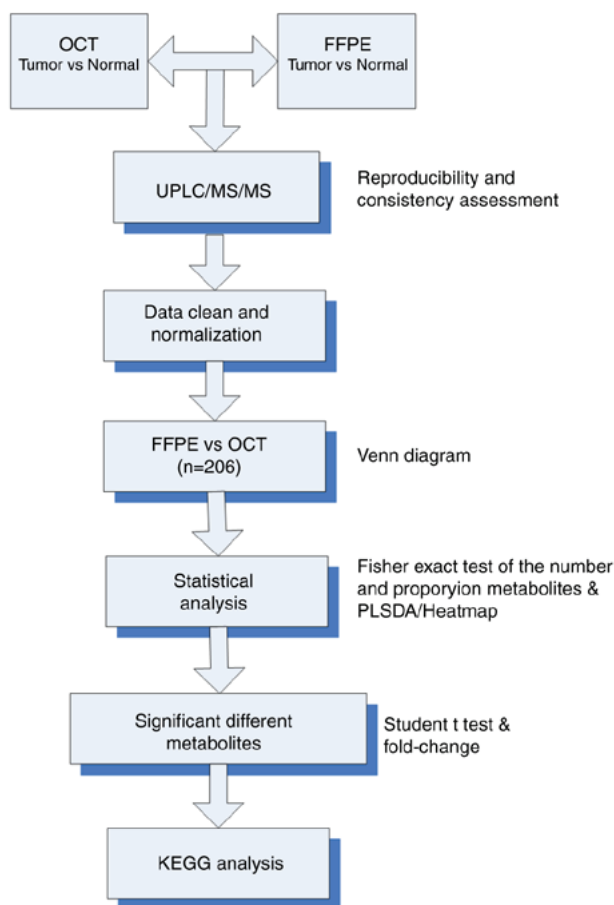 OCT
Tumor vs Normal
FFPE
Tumor vs Normal
UPLC/MS/MS
Reproducibility and
consistency assessment
Data clean and
normalization
FFPE vs OCT
(n=206)
Venn diagram
Statistical
analysis
Fisher exact test of the number
and proporyion metabolites &
PLSDA/Heatmap
Significant different
metabolites
Student t test &
fold-change
KEGG analysis